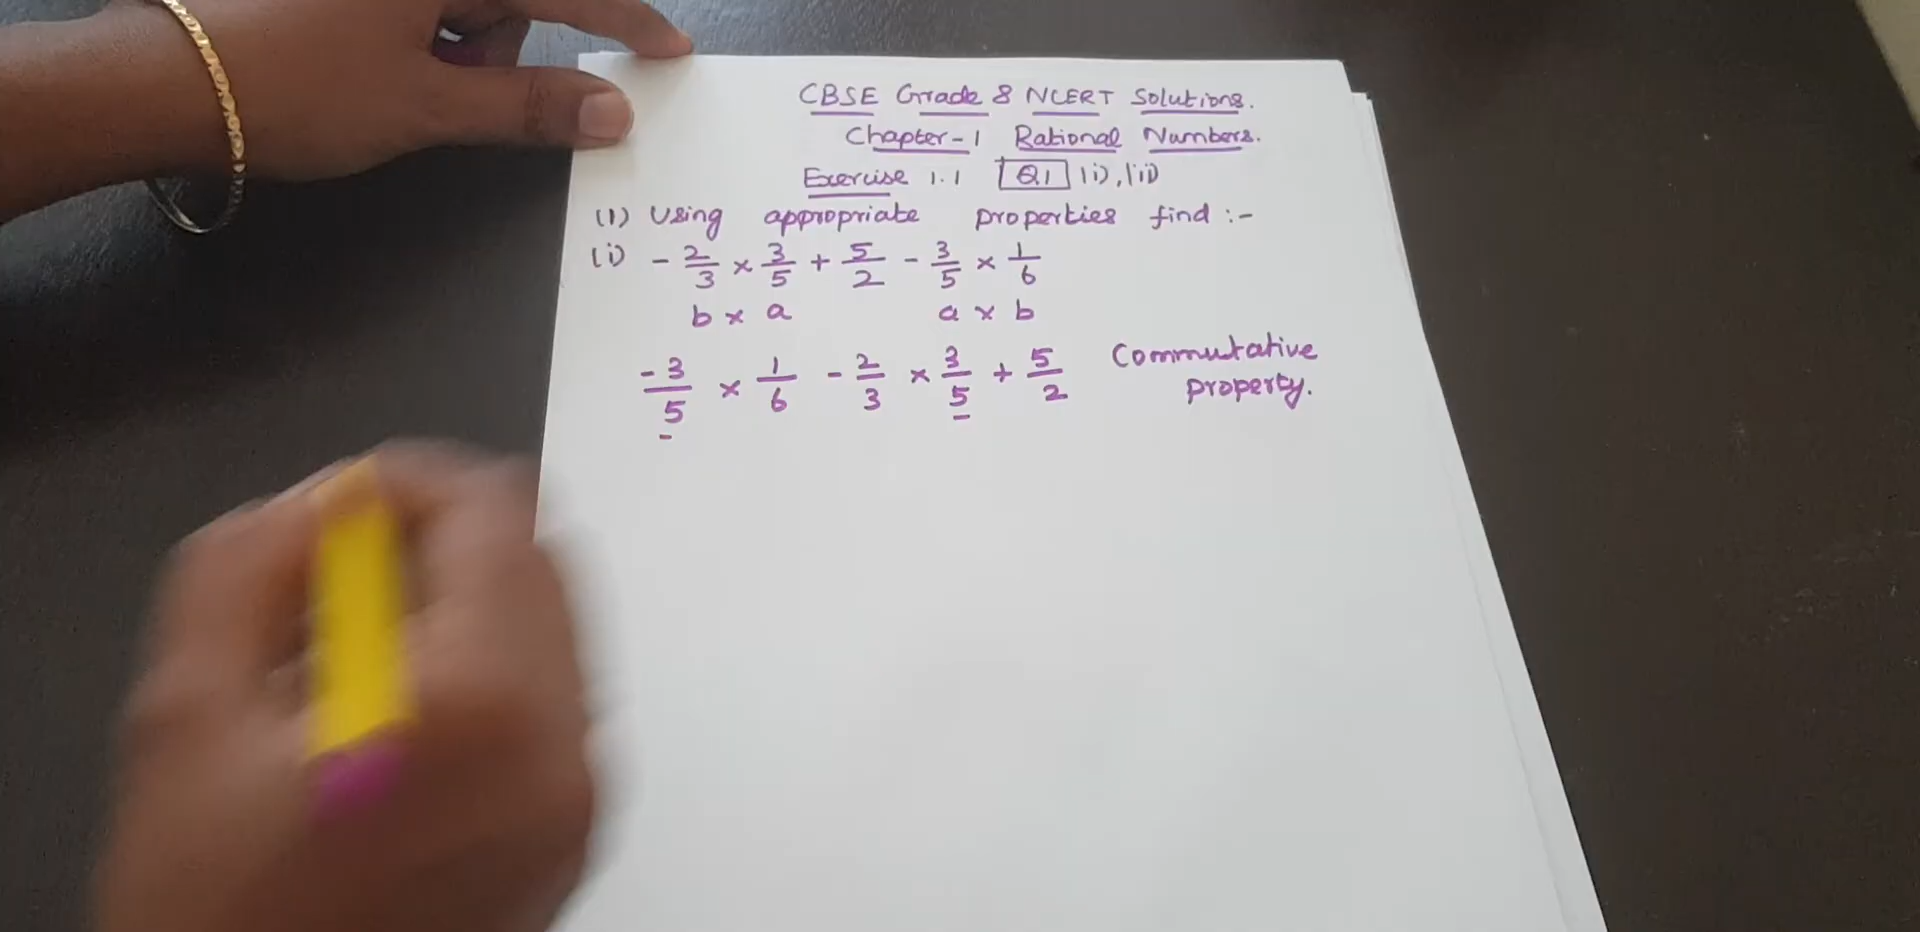 CBSE Grade 8 NCERT Solutions.
Chapter-1 Rational Numbers.
Exercise 1.1 Q.1 (i), (ii)
(1) Using appropriate properties find :-
(i) - 2/3 × 3/5 + 5/2 - 3/5 × 1/6
b × a a × b
-3/5 × 1/6 - 2/3 × 3/5 + 5/2 Commutative
property.